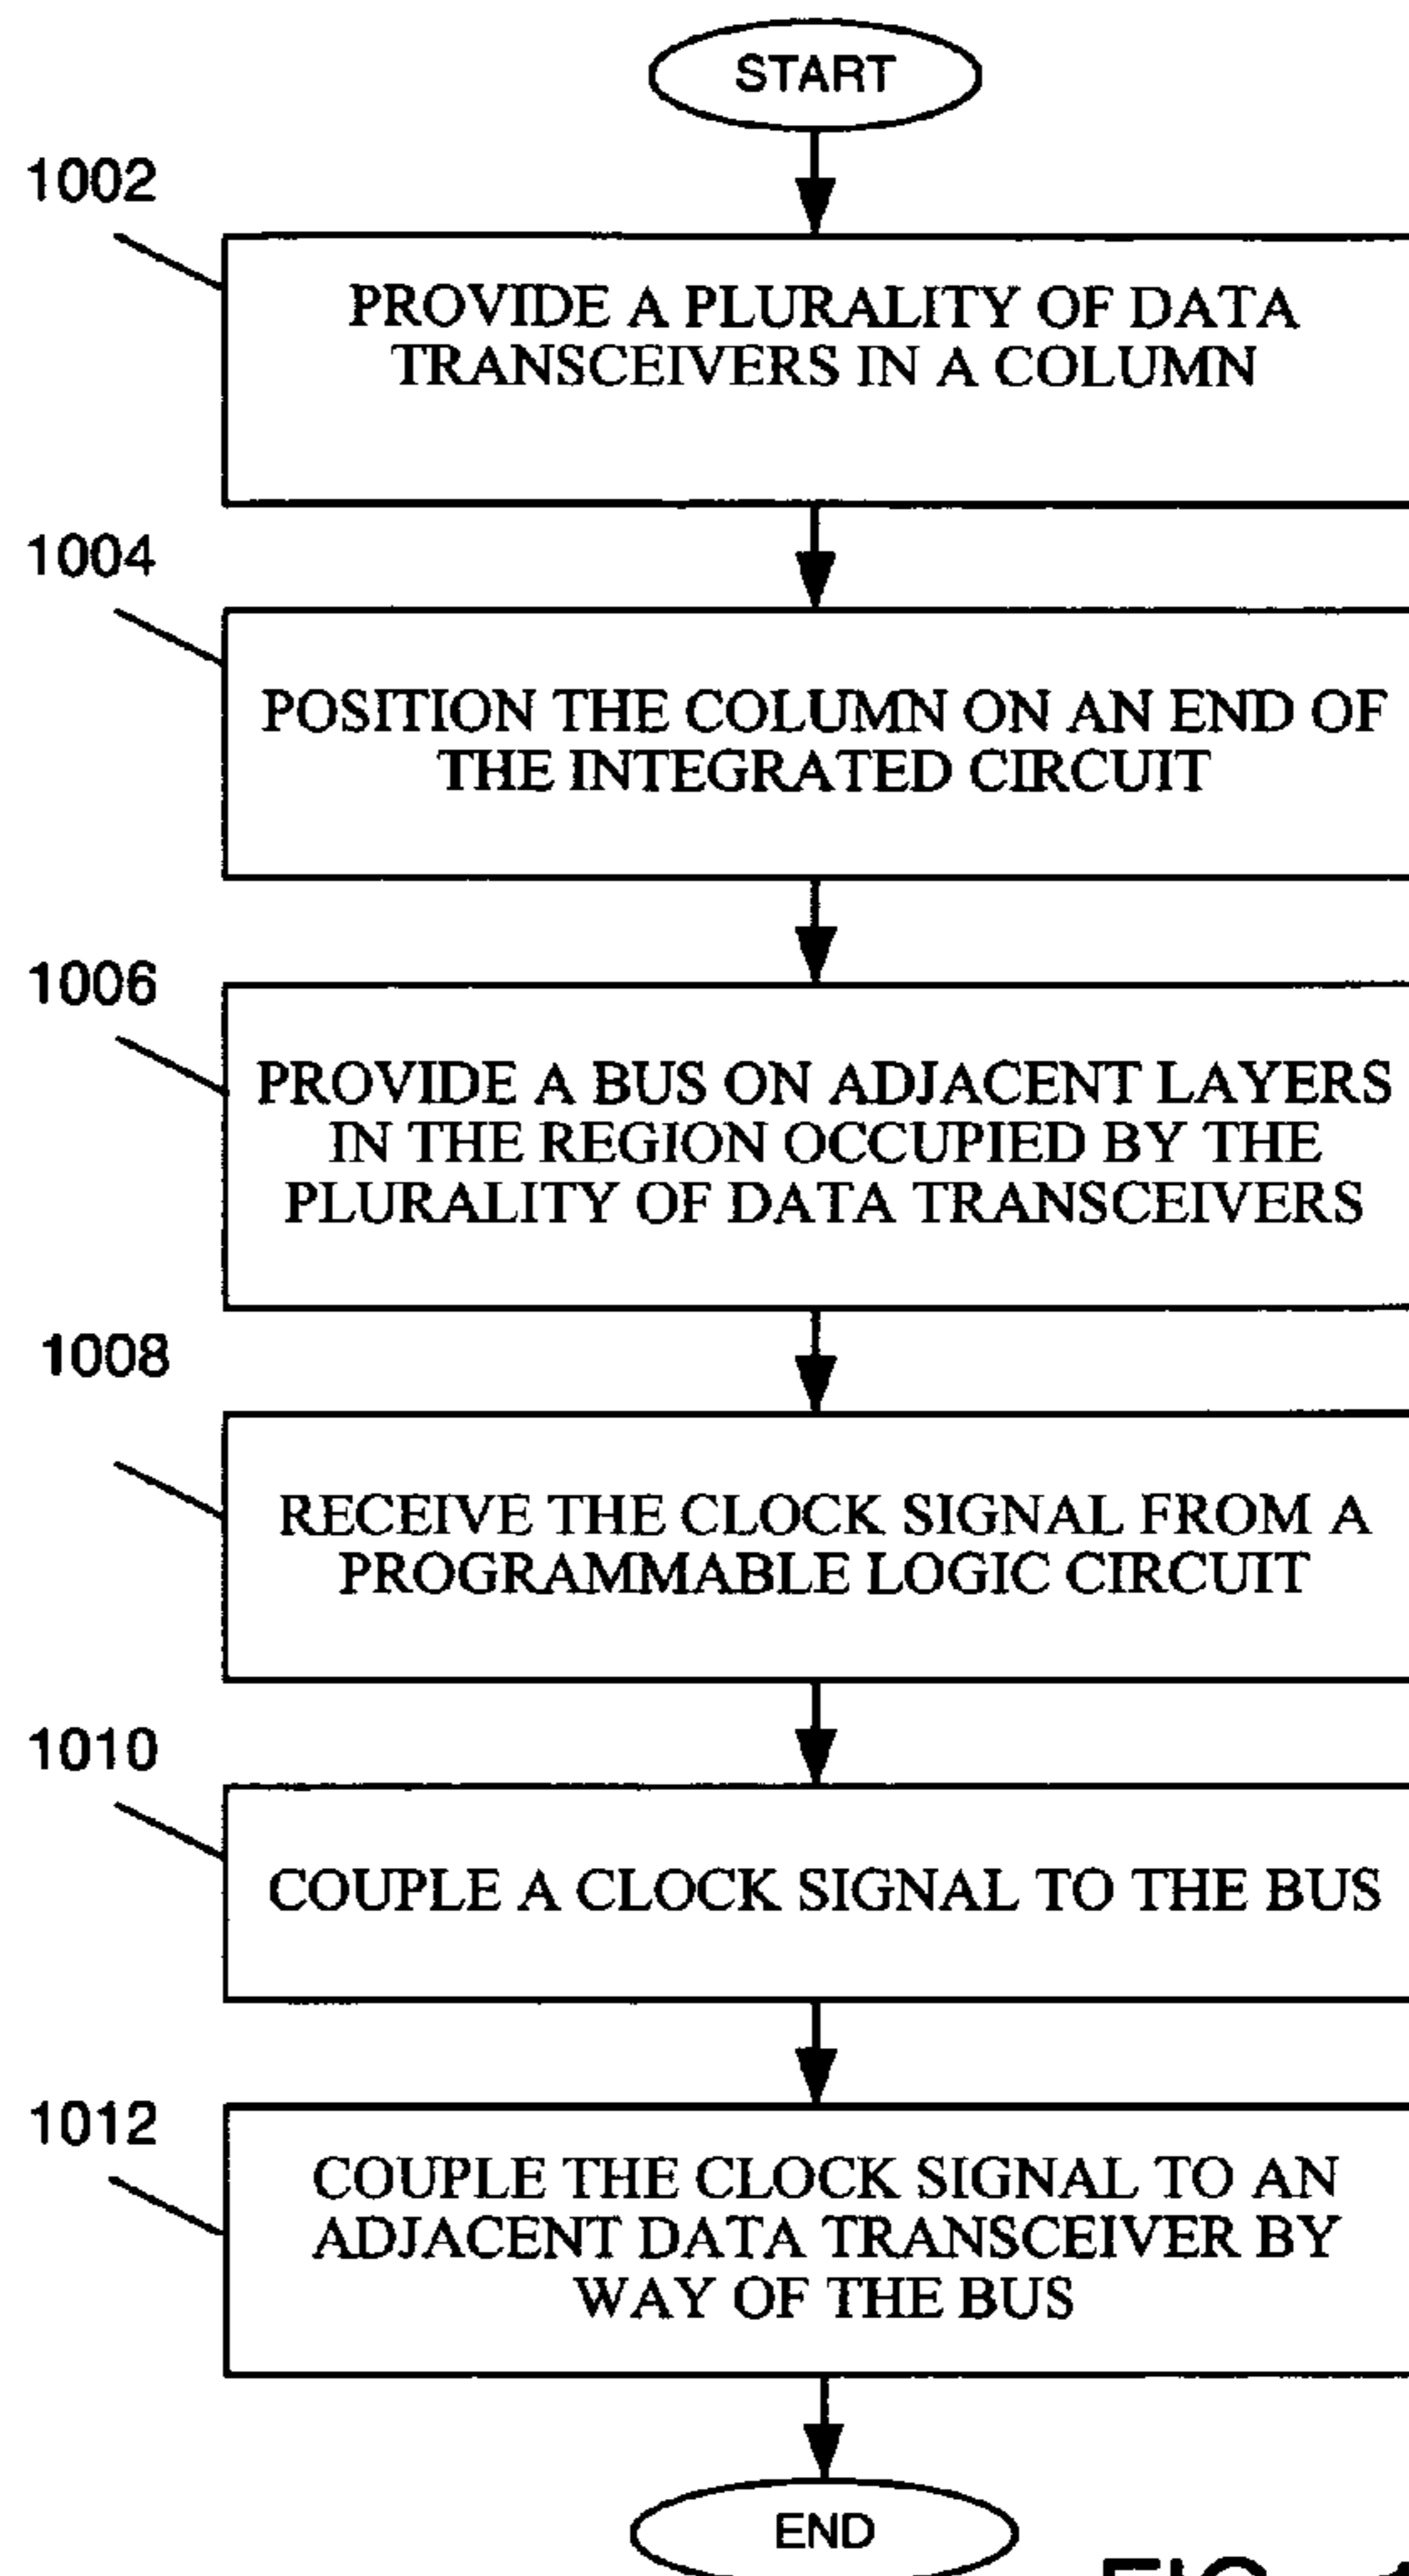 START
1002
PROVIDE A PLURALITY OF DATA
TRANSCEIVERS IN A COLUMN
1004
POSITION THE COLUMN ON AN END OF
THE INTEGRATED CIRCUIT
1006
PROVIDE A BUS ON ADJACENT LAYERS
IN THE REGION OCCUPIED BY THE
PLURALITY OF DATA TRANSCEIVERS
1008
RECEIVE THE CLOCK SIGNAL FROM A
PROGRAMMABLE LOGIC CIRCUIT
1010
COUPLE A CLOCK SIGNAL TO THE BUS
1012
COUPLE THE CLOCK SIGNAL TO AN
ADJACENT DATA TRANSCEIVER BY
WAY OF THE BUS
END